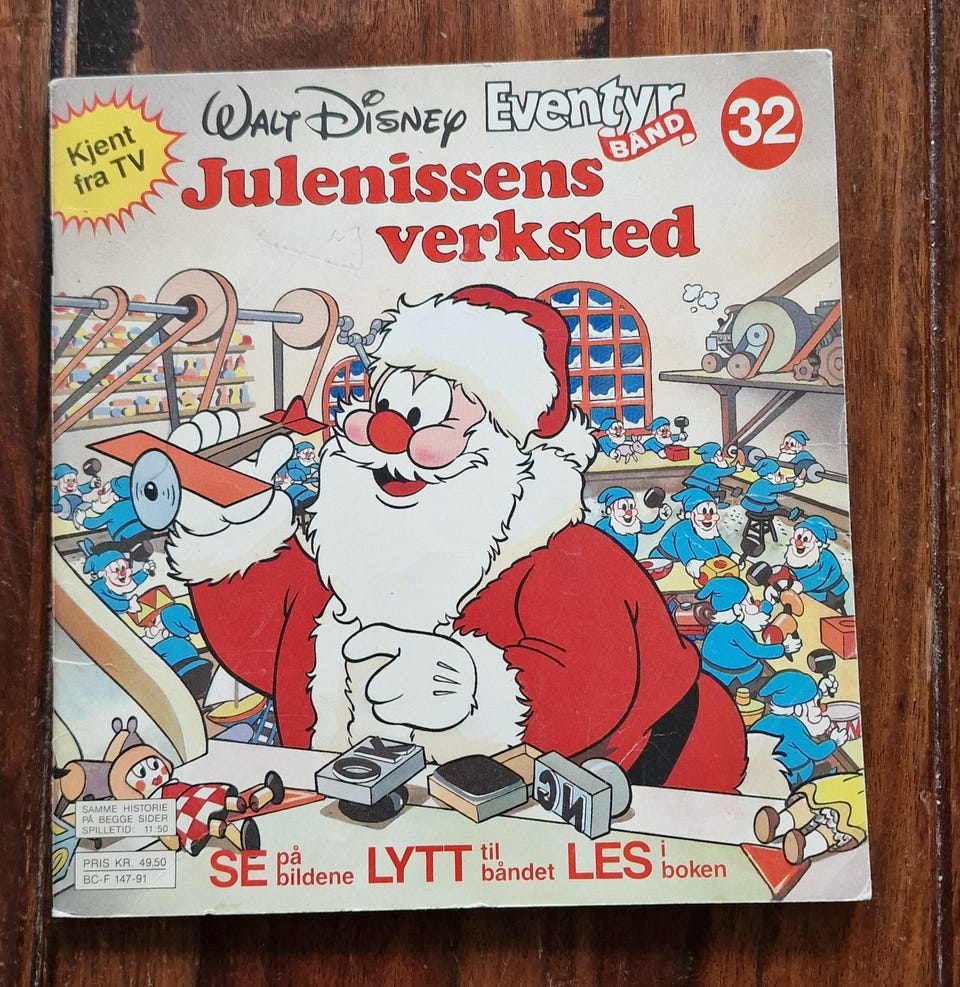 Kjent
fra TV
WALT DISNEY Eventyr
BÅND
32
Julenissens
verksted
OK
NG
SAMME HISTORIE
PÅ BEGGE SIDER
SPILLETID: 11:50
PRIS KR. 49,50
BC-F 147-91
SE på bildene LYTT til båndet LES i boken